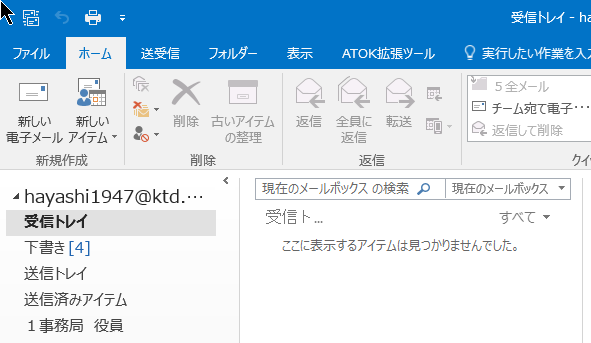 受信トレイ - h
ファイル ホーム 送受信 フォルダー 表示 ATOK拡張ツール 実行したい作業を入
新しい
電子メール
新しい
アイテム
新規作成
削除
古いアイテム
の整理
削除
返信
全員に
返信
転送
返信
5 全メール
チーム宛て電子…
返信して削除
クイ
hayashi1947@ktd.…
受信トレイ
下書き [4]
送信トレイ
送信済みアイテム
１事務局 役員
現在のメールボックス の検索 現在のメールボックス
受信ト... すべて
ここに表示するアイテムは見つかりませんでした。